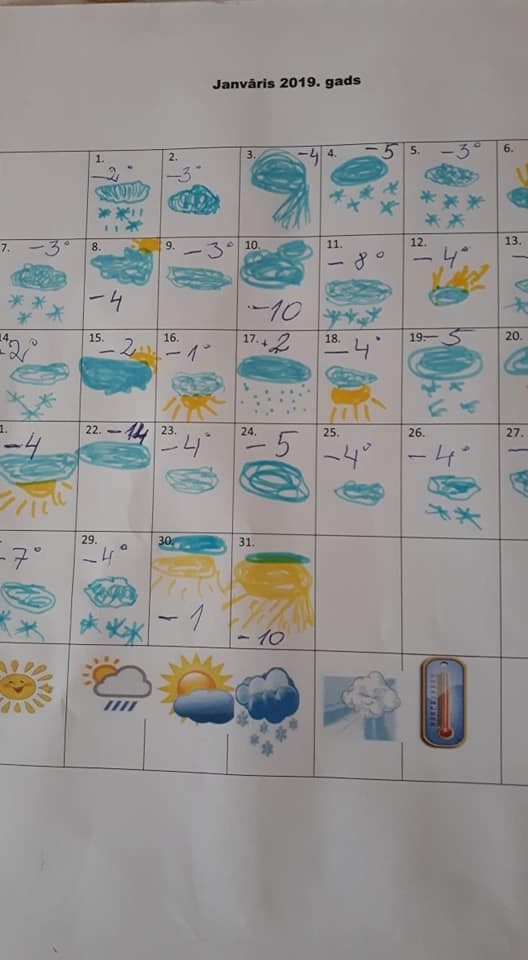 Janvāris 2019. gads
1. 2. 3. 4. 5. 6.
-2° -3° -4 -5 -3°
7. 8. 9. 10. 11. 12. 13.
-3° -4 -3° -10 -8° -4°
14. 15. 16. 17. 18. 19. 20.
-2° -2 -1° +2 -4° -5
1. 22. 23. 24. 25. 26. 27.
-4 -14 -4° -5 -4° -4°
29. 30. 31.
-7° -4° -1 -10